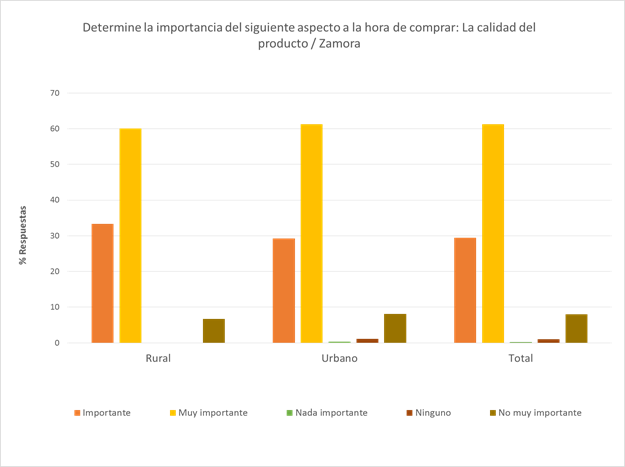 Determine la importancia del siguiente aspecto a la hora de comprar: La calidad del
producto / Zamora
70
60
50
40
30
20
10
0
% Respuestas
Rural
Urbano
Total
Importante
Muy importante
Nada importante
Ninguno
No muy importante